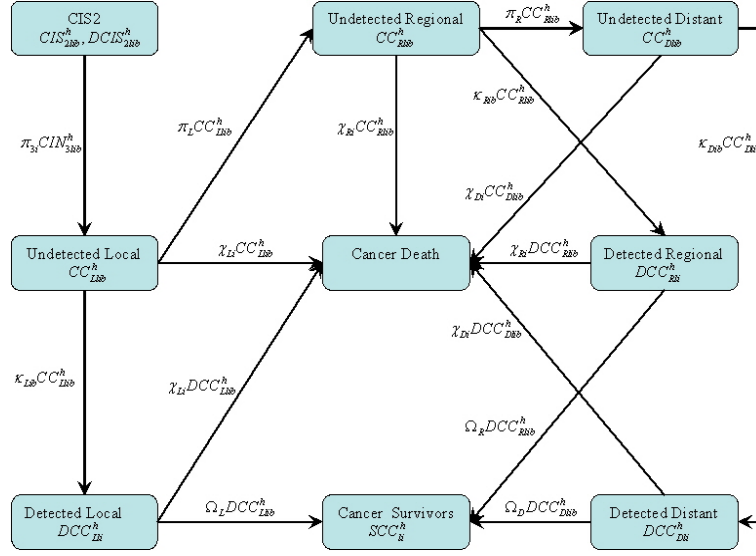 CIS2
CIS^h_{2lib}, DCIS^h_{2lib}
Undetected Regional
CC^h_{Rlib}
π_R CC^h_{Rlib}
Undetected Distant
CC^h_{Dlib}
π_{3i} CIN^h_{3lib}
π_L CC^h_{Llib}
χ_{Ri} CC^h_{Rlib}
κ_{Rib} CC^h_{Rlib}
κ_{Dib} CC^h_{Dli}
χ_{Di} CC^h_{Dlib}
Undetected Local
CC^h_{Llib}
χ_{Li} CC^h_{Llib}
Cancer Death
χ_{Ri} DCC^h_{Rlib}
Detected Regional
DCC^h_{Rli}
κ_{Lib} CC^h_{Llib}
χ_{Li} DCC^h_{Llib}
χ_{Di} DCC^h_{Dlib}
Ω_R DCC^h_{Rlib}
Detected Local
DCC^h_{Lli}
Ω_L DCC^h_{Llib}
Cancer Survivors
SCC^h_{li}
Ω_D DCC^h_{Dlib}
Detected Distant
DCC^h_{Dli}